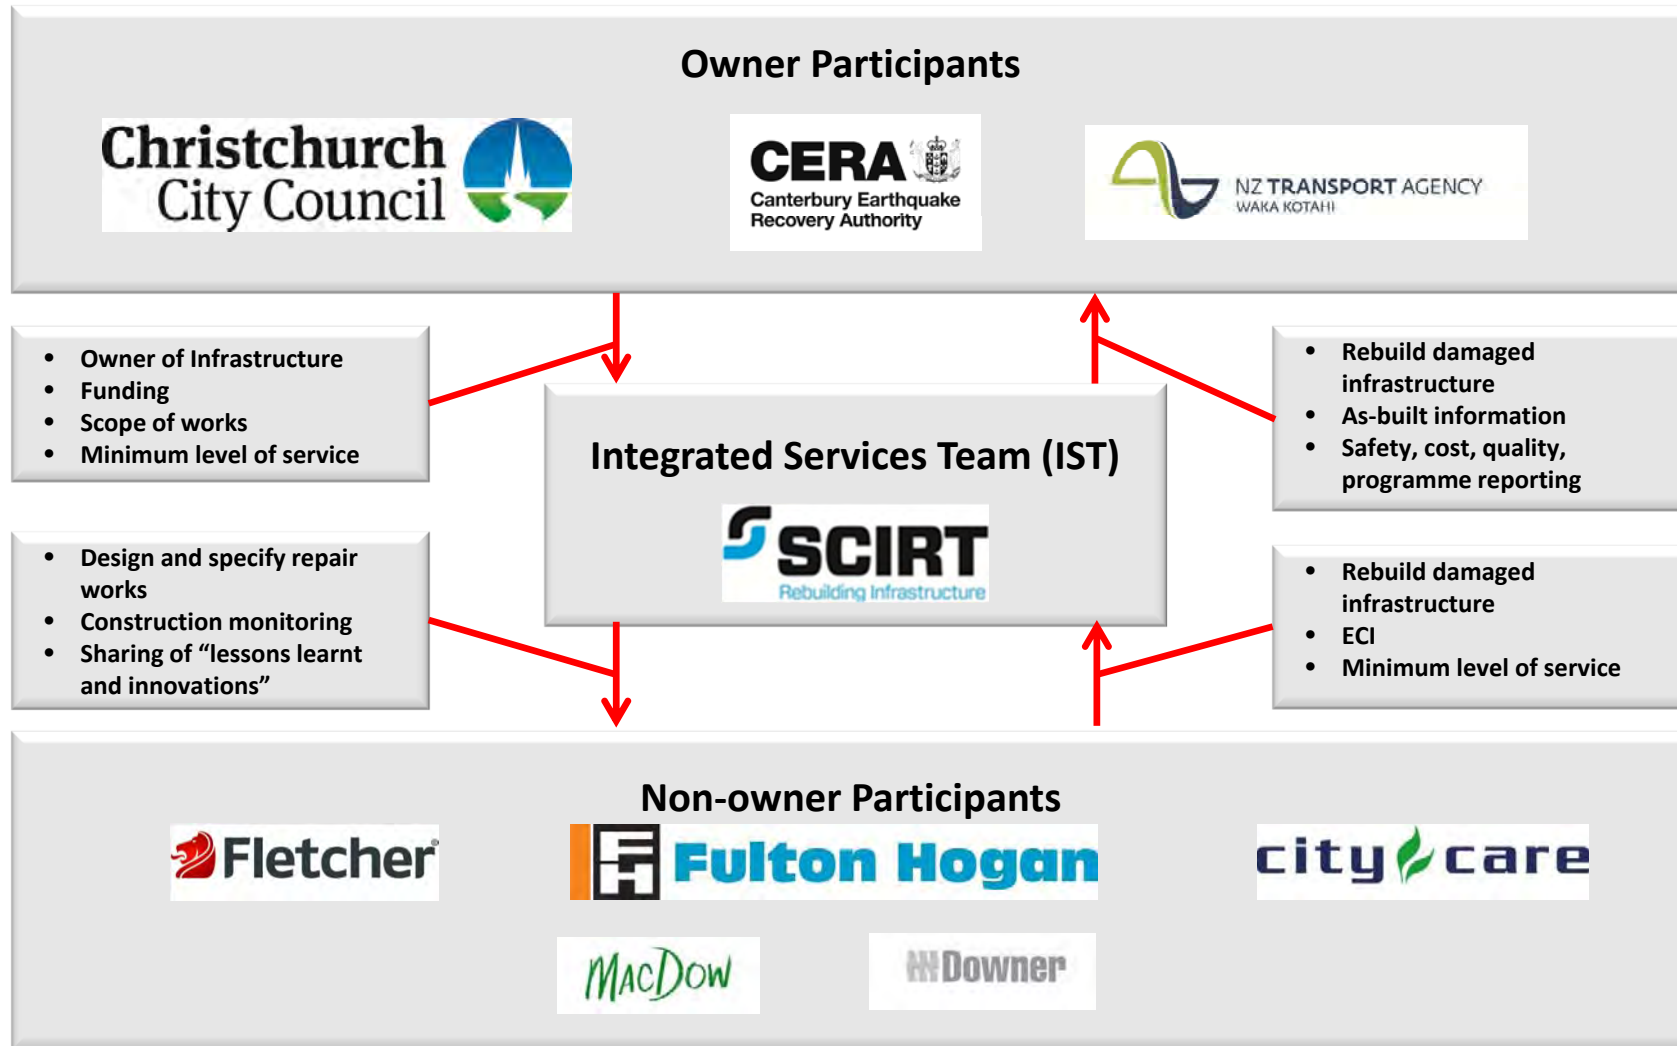 Owner Participants
Christchurch
City Council
CERA
Canterbury Earthquake
Recovery Authority
NZ TRANSPORT AGENCY
WAKA KOTAHI
• Owner of Infrastructure
• Funding
• Scope of works
• Minimum level of service
• Rebuild damaged
infrastructure
• As-built information
• Safety, cost, quality,
programme reporting
Integrated Services Team (IST)
SCIRT
Rebuilding Infrastructure
• Design and specify repair
works
• Construction monitoring
• Sharing of “lessons learnt
and innovations”
• Rebuild damaged
infrastructure
• ECI
• Minimum level of service
Non-owner Participants
Fletcher
FH Fulton Hogan
city care
MACDOW
Downer